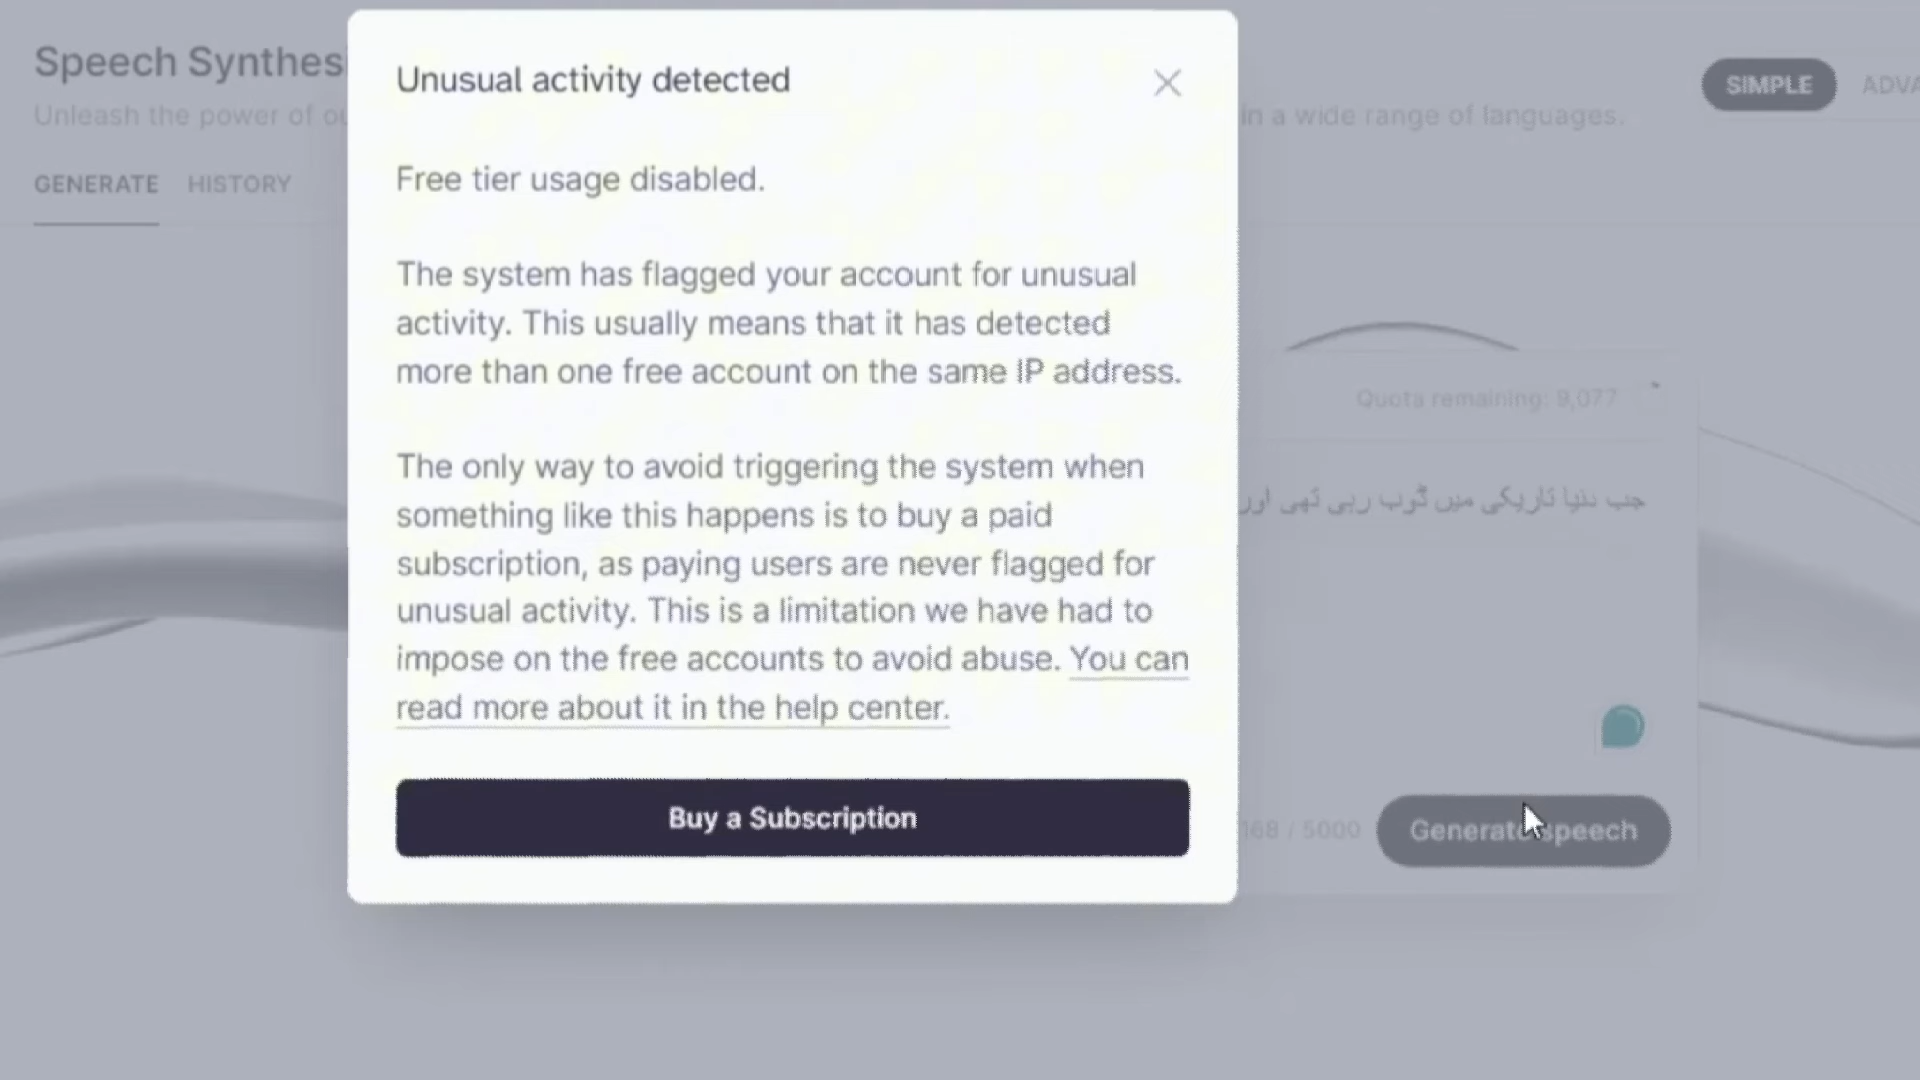 Speech Synthesi
Unleash the power of ou
in a wide range of languages.
SIMPLE
ADVA
GENERATE
HISTORY
Unusual activity detected
Free tier usage disabled.
The system has flagged your account for unusual
activity. This usually means that it has detected
more than one free account on the same IP address.
The only way to avoid triggering the system when
something like this happens is to buy a paid
subscription, as paying users are never flagged for
unusual activity. This is a limitation we have had to
impose on the free accounts to avoid abuse. You can
read more about it in the help center.
Buy a Subscription
Quota remaining: 9,077
جب دنیا تاریکی میں ڈوب رہی تھی اور
168 / 5000
Generate speech